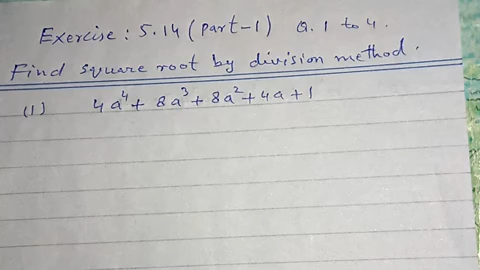 Exercise : 5.14 (Part-1) Q. 1 to 4.
Find square root by division method.
(1) 4a⁴ + 8a³ + 8a² + 4a + 1